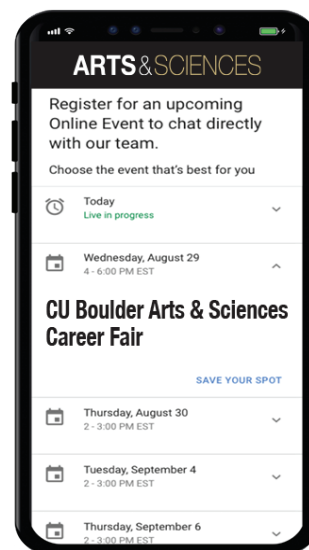 ARTS&SCIENCES
Register for an upcoming
Online Event to chat directly
with our team.
Choose the event that's best for you
Today
Live in progress
Wednesday, August 29
4 - 6:00 PM EST
CU Boulder Arts & Sciences
Career Fair
SAVE YOUR SPOT
Thursday, August 30
2 - 3:00 PM EST
Tuesday, September 4
2 - 3:00 PM EST
Thursday, September 6
2 - 3:00 PM EST